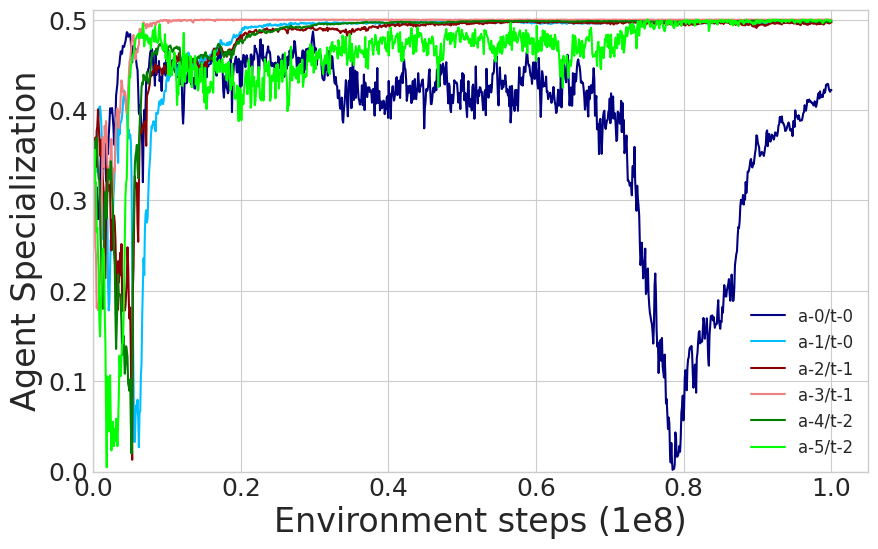 Agent Specialization
0.5
0.4
0.3
0.2
0.1
0.0
0.0 0.2 0.4 0.6 0.8 1.0
Environment steps (1e8)
a-0/t-0
a-1/t-0
a-2/t-1
a-3/t-1
a-4/t-2
a-5/t-2